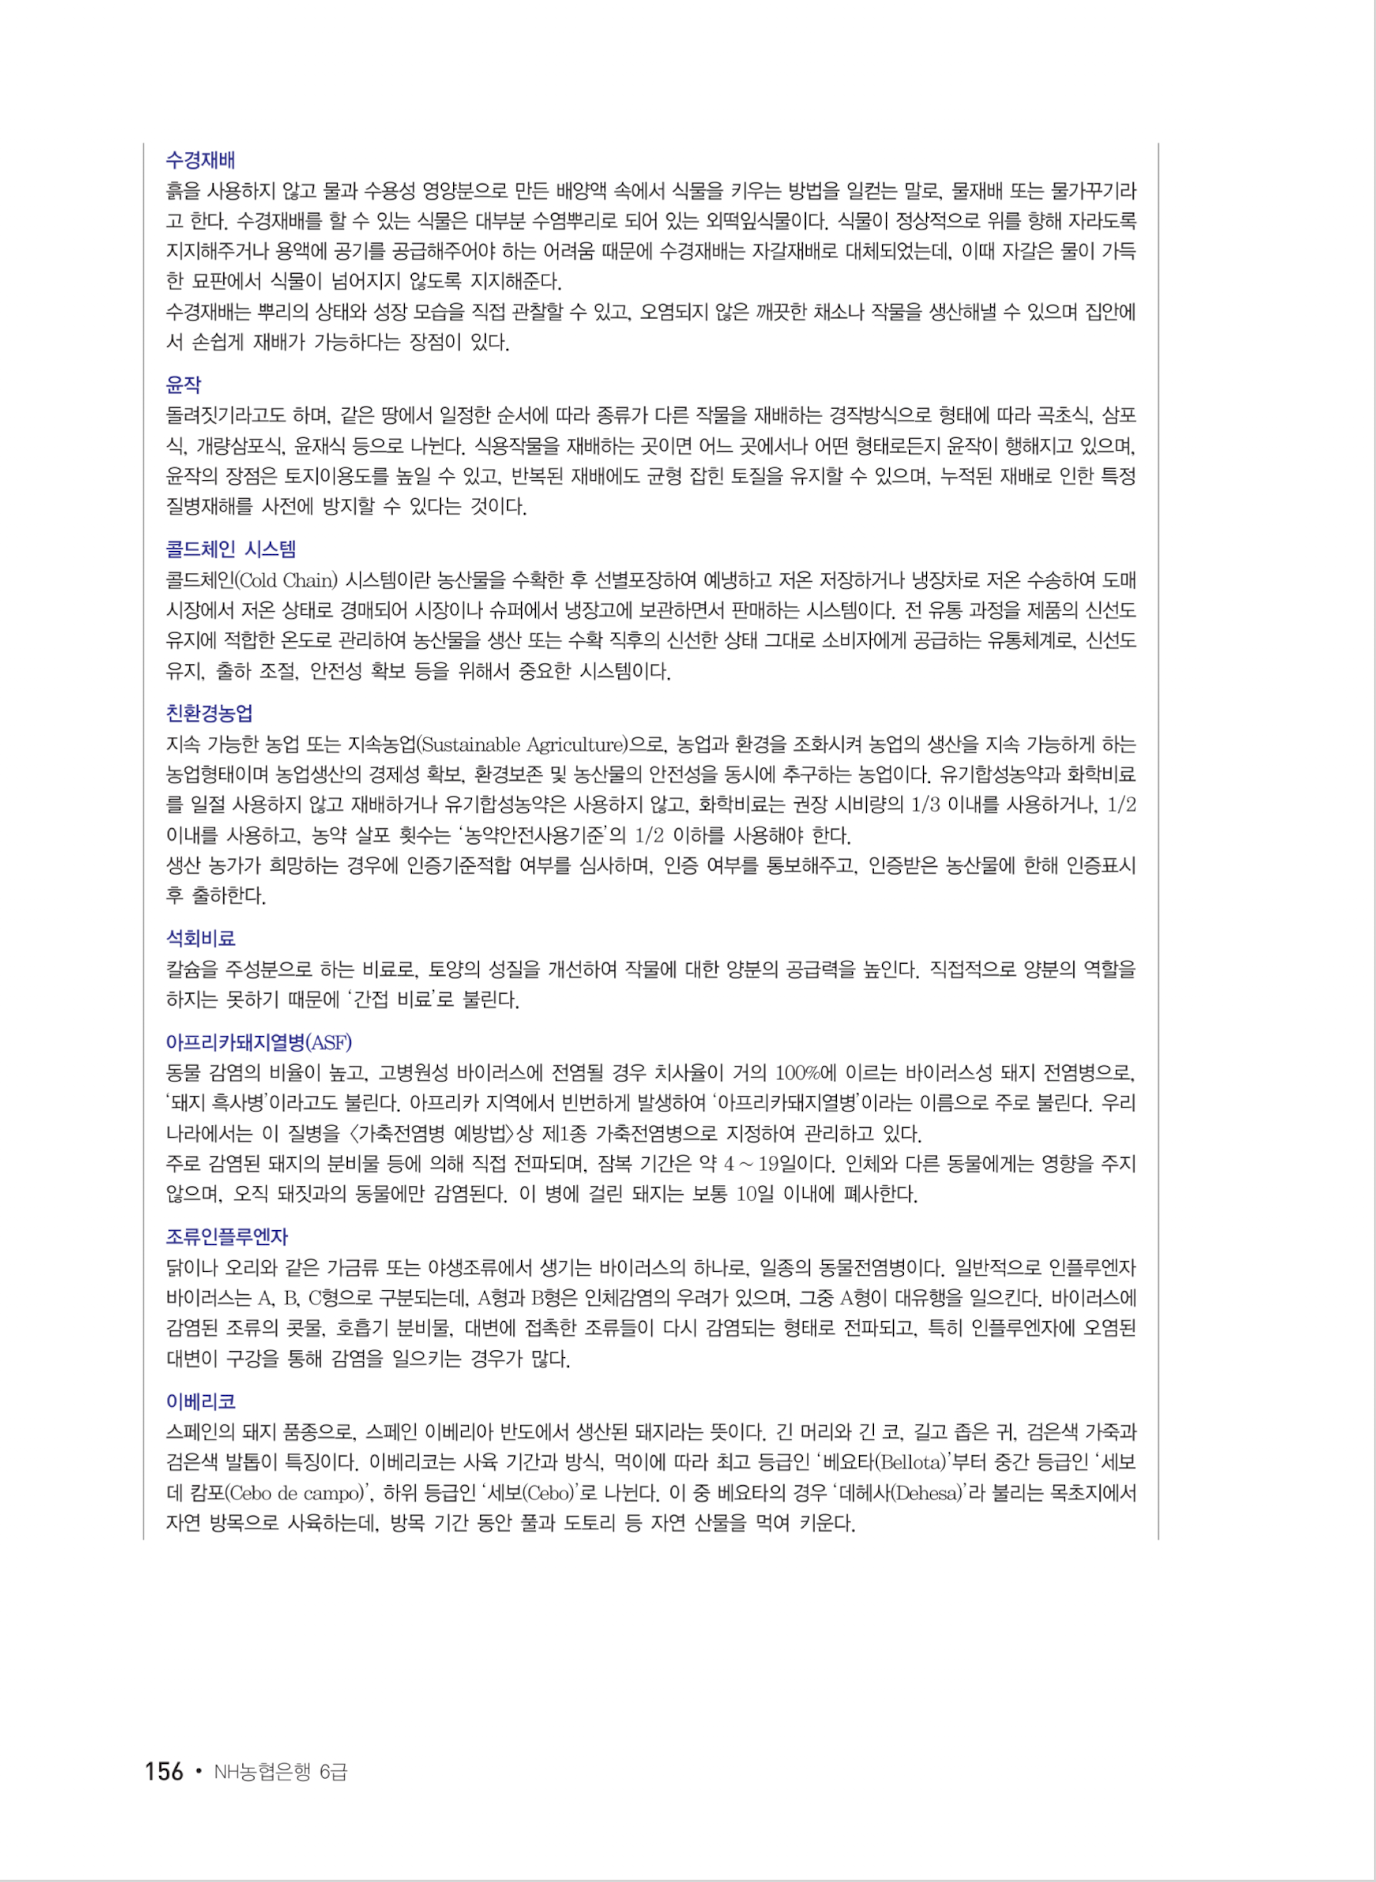 수경재배
흙을 사용하지 않고 물과 수용성 영양분으로 만든 배양액 속에서 식물을 키우는 방법을 일컫는 말로, 물재배 또는 물가꾸기라
고 한다. 수경재배를 할 수 있는 식물은 대부분 수염뿌리로 되어 있는 외떡잎식물이다. 식물이 정상적으로 위를 향해 자라도록
지지해주거나 용액에 공기를 공급해주어야 하는 어려움 때문에 수경재배는 자갈재배로 대체되었는데, 이때 자갈은 물이 가득
한 묘판에서 식물이 넘어지지 않도록 지지해준다.
수경재배는 뿌리의 상태와 성장 모습을 직접 관찰할 수 있고, 오염되지 않은 깨끗한 채소나 작물을 생산해낼 수 있으며 집안에
서 손쉽게 재배가 가능하다는 장점이 있다.
윤작
돌려짓기라고도 하며, 같은 땅에서 일정한 순서에 따라 종류가 다른 작물을 재배하는 경작방식으로 형태에 따라 곡초식, 삼포
식, 개량삼포식, 윤재식 등으로 나뉜다. 식용작물을 재배하는 곳이면 어느 곳에서나 어떤 형태로든지 윤작이 행해지고 있으며,
윤작의 장점은 토지이용도를 높일 수 있고, 반복된 재배에도 균형 잡힌 토질을 유지할 수 있으며, 누적된 재배로 인한 특정
질병재해를 사전에 방지할 수 있다는 것이다.
콜드체인 시스템
콜드체인(Cold Chain) 시스템이란 농산물을 수확한 후 선별포장하여 예냉하고 저온 저장하거나 냉장차로 저온 수송하여 도매
시장에서 저온 상태로 경매되어 시장이나 슈퍼에서 냉장고에 보관하면서 판매하는 시스템이다. 전 유통 과정을 제품의 신선도
유지에 적합한 온도로 관리하여 농산물을 생산 또는 수확 직후의 신선한 상태 그대로 소비자에게 공급하는 유통체계로, 신선도
유지, 출하 조절, 안전성 확보 등을 위해서 중요한 시스템이다.
친환경농업
지속 가능한 농업 또는 지속농업(Sustainable Agriculture)으로, 농업과 환경을 조화시켜 농업의 생산을 지속 가능하게 하는
농업형태이며 농업생산의 경제성 확보, 환경보존 및 농산물의 안전성을 동시에 추구하는 농업이다. 유기합성농약과 화학비료
를 일절 사용하지 않고 재배하거나 유기합성농약은 사용하지 않고, 화학비료는 권장 시비량의 1/3 이내를 사용하거나, 1/2
이내를 사용하고, 농약 살포 횟수는 ‘농약안전사용기준’의 1/2 이하를 사용해야 한다.
생산 농가가 희망하는 경우에 인증기준적합 여부를 심사하며, 인증 여부를 통보해주고, 인증받은 농산물에 한해 인증표시
후 출하한다.
석회비료
칼슘을 주성분으로 하는 비료로, 토양의 성질을 개선하여 작물에 대한 양분의 공급력을 높인다. 직접적으로 양분의 역할을
하지는 못하기 때문에 ‘간접 비료’로 불린다.
아프리카돼지열병(ASF)
동물 감염의 비율이 높고, 고병원성 바이러스에 전염될 경우 치사율이 거의 100%에 이르는 바이러스성 돼지 전염병으로,
‘돼지 흑사병’이라고도 불린다. 아프리카 지역에서 빈번하게 발생하여 ‘아프리카돼지열병’이라는 이름으로 주로 불린다. 우리
나라에서는 이 질병을 〈가축전염병 예방법〉상 제1종 가축전염병으로 지정하여 관리하고 있다.
주로 감염된 돼지의 분비물 등에 의해 직접 전파되며, 잠복 기간은 약 4 ~ 19일이다. 인체와 다른 동물에게는 영향을 주지
않으며, 오직 돼짓과의 동물에만 감염된다. 이 병에 걸린 돼지는 보통 10일 이내에 폐사한다.
조류인플루엔자
닭이나 오리와 같은 가금류 또는 야생조류에서 생기는 바이러스의 하나로, 일종의 동물전염병이다. 일반적으로 인플루엔자
바이러스는 A, B, C형으로 구분되는데, A형과 B형은 인체감염의 우려가 있으며, 그중 A형이 대유행을 일으킨다. 바이러스에
감염된 조류의 콧물, 호흡기 분비물, 대변에 접촉한 조류들이 다시 감염되는 형태로 전파되고, 특히 인플루엔자에 오염된
대변이 구강을 통해 감염을 일으키는 경우가 많다.
이베리코
스페인의 돼지 품종으로, 스페인 이베리아 반도에서 생산된 돼지라는 뜻이다. 긴 머리와 긴 코, 길고 좁은 귀, 검은색 가죽과
검은색 발톱이 특징이다. 이베리코는 사육 기간과 방식, 먹이에 따라 최고 등급인 ‘베요타(Bellota)’부터 중간 등급인 ‘세보
데 캄포(Cebo de campo)’, 하위 등급인 ‘세보(Cebo)’로 나뉜다. 이 중 베요타의 경우 ‘데헤사(Dehesa)’라 불리는 목초지에서
자연 방목으로 사육하는데, 방목 기간 동안 풀과 도토리 등 자연 산물을 먹여 키운다.
156 • NH농협은행 6급